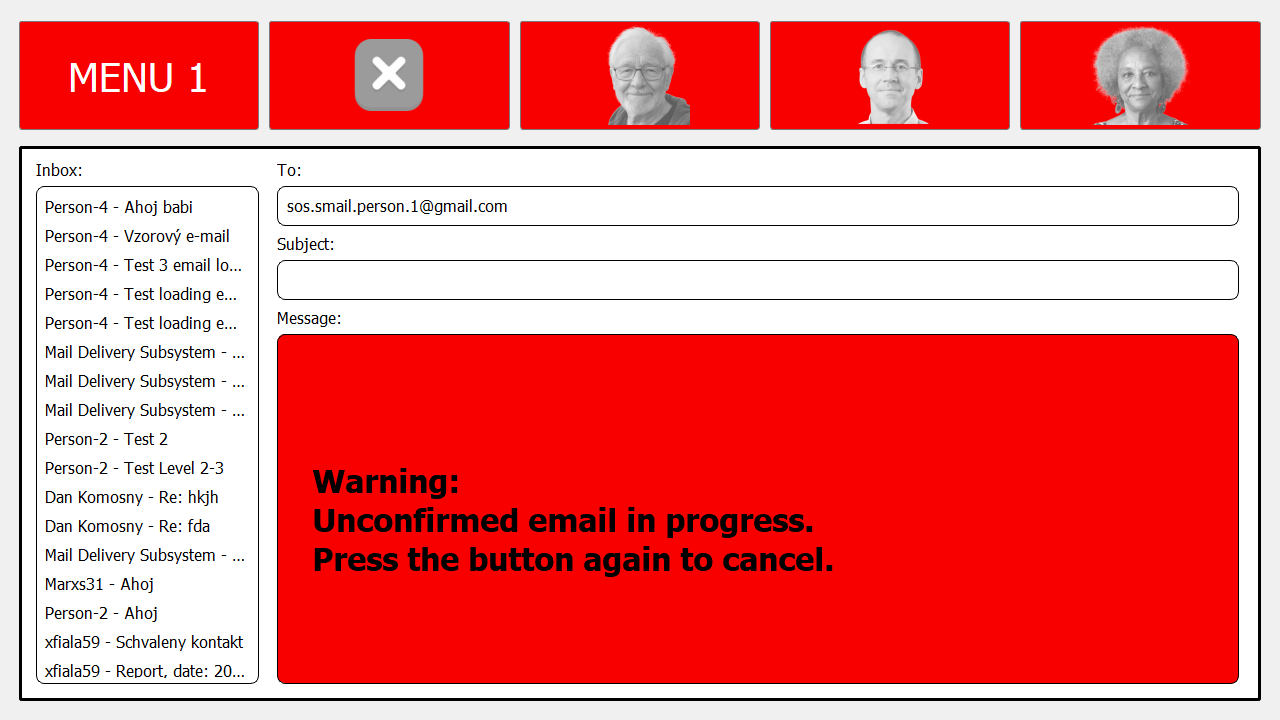 MENU 1
Inbox:
Person-4 - Ahoj babi
Person-4 - Vzorový e-mail
Person-4 - Test 3 email lo...
Person-4 - Test loading e...
Person-4 - Test loading e...
Mail Delivery Subsystem - ...
Mail Delivery Subsystem - ...
Mail Delivery Subsystem - ...
Person-2 - Test 2
Person-2 - Test Level 2-3
Dan Komosny - Re: hkjh
Dan Komosny - Re: fda
Mail Delivery Subsystem - ...
Marxs31 - Ahoj
Person-2 - Ahoj
xfiala59 - Schvaleny kontakt
xfiala59 - Report, date: 20...
To:
sos.smail.person.1@gmail.com
Subject:
Message:
Warning:
Unconfirmed email in progress.
Press the button again to cancel.